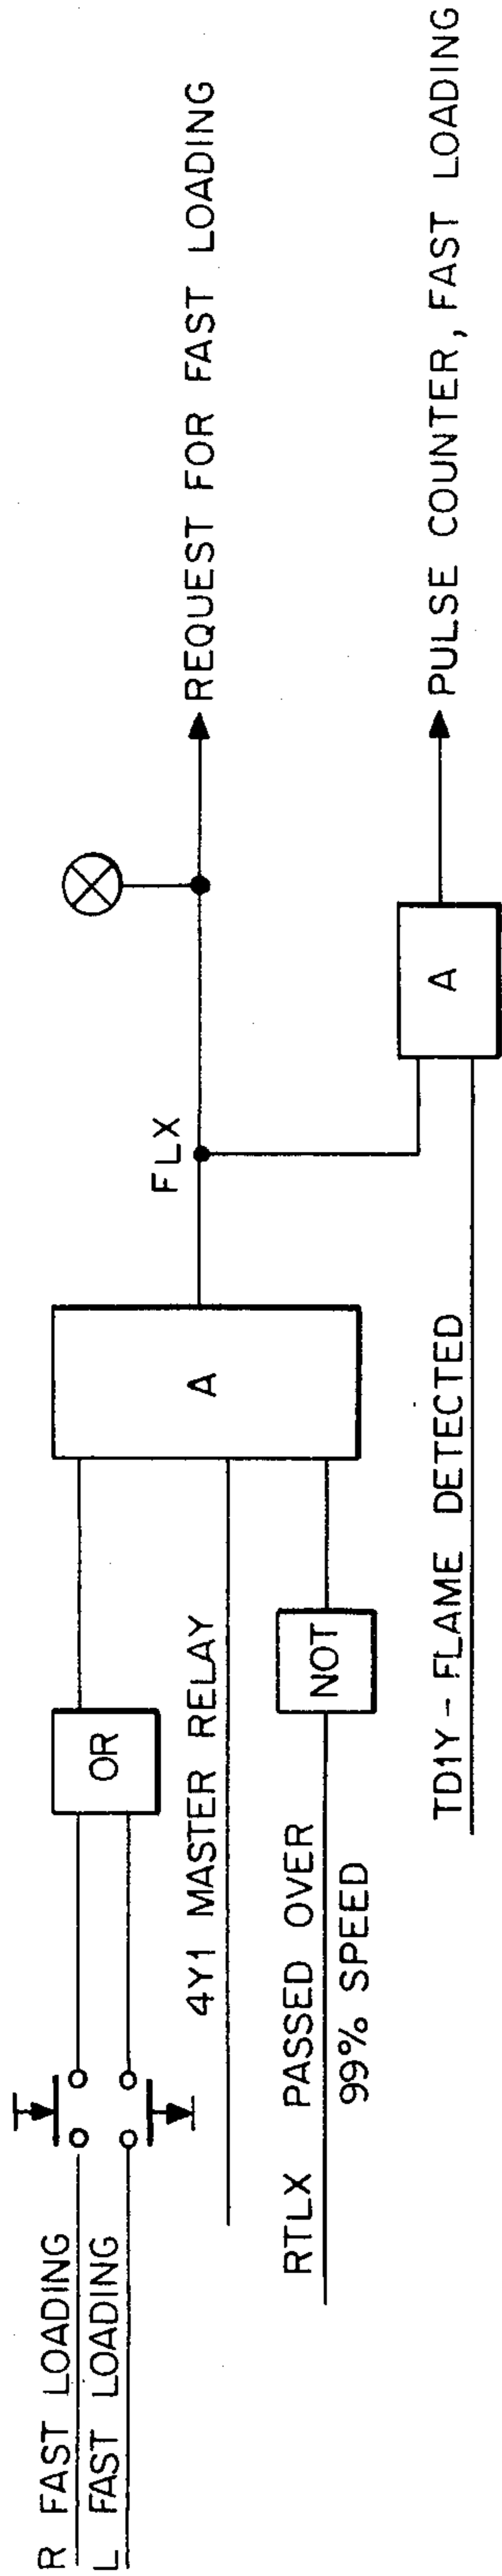 R FAST LOADING
L FAST LOADING
OR
4Y1 MASTER RELAY
RTLX PASSED OVER
99% SPEED
NOT
A
FLX
REQUEST FOR FAST LOADING
TD1Y - FLAME DETECTED
A
PULSE COUNTER, FAST LOADING